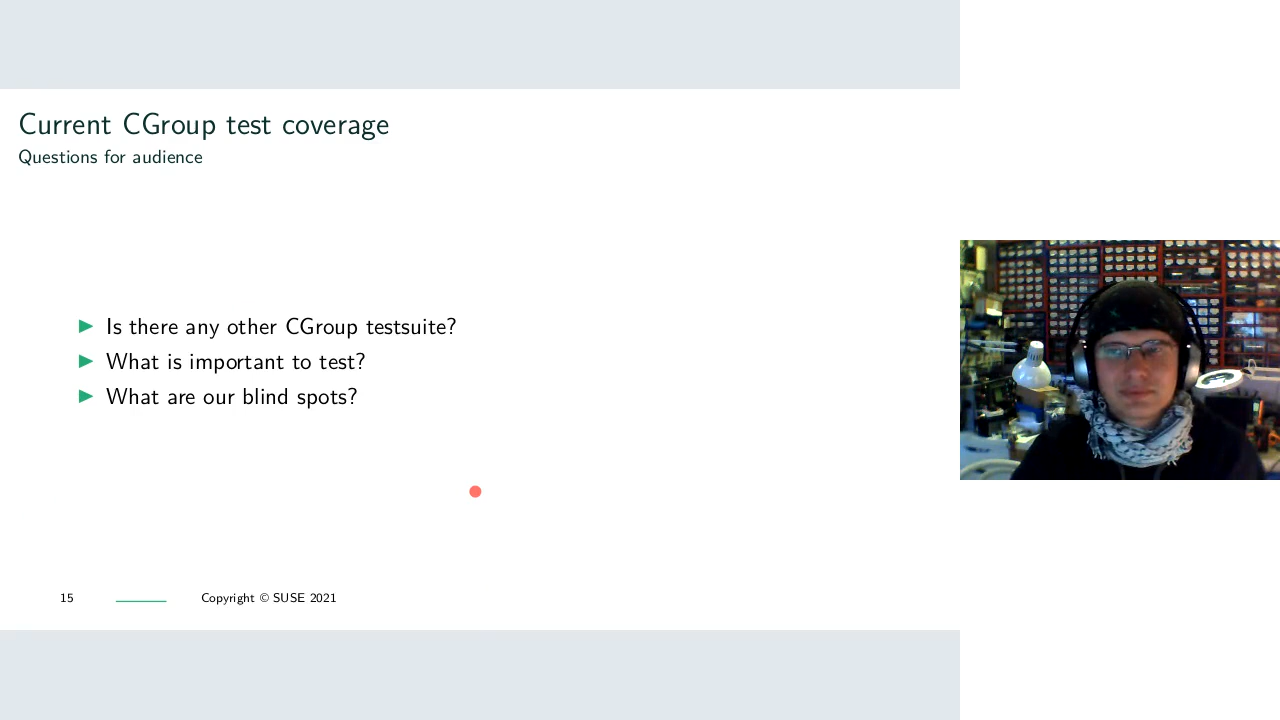 Current CGroup test coverage
Questions for audience
Is there any other CGroup testsuite?
What is important to test?
What are our blind spots?
15 Copyright © SUSE 2021